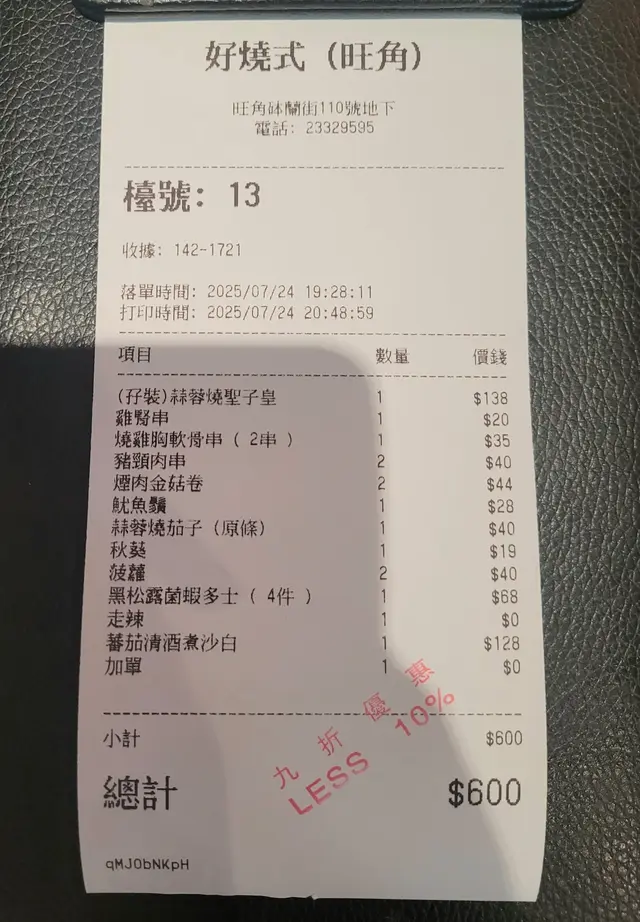 好燒式 (旺角)
旺角砵蘭街110號地下
電話: 23329595
檯號: 13
收據: 142-1721
落單時間: 2025/07/24 19:28:11
打印時間: 2025/07/24 20:48:59
項目 數量 價錢
(孖裝)蒜蓉燒聖子皇 1 $138
雞腎串 1 $20
燒雞胸軟骨串 ( 2串 ) 1 $35
豬頸肉串 2 $40
煙肉金菇卷 2 $44
魷魚鬚 1 $28
蒜蓉燒茄子 (原條) 1 $40
秋葵 1 $19
菠蘿 2 $40
黑松露菌蝦多士 ( 4件 ) 1 $68
走辣 1 $0
蕃茄清酒煮沙白 1 $128
加單 1 $0
九折優惠
LESS 10%
小計 $600
總計 $600
qMJObNKpH